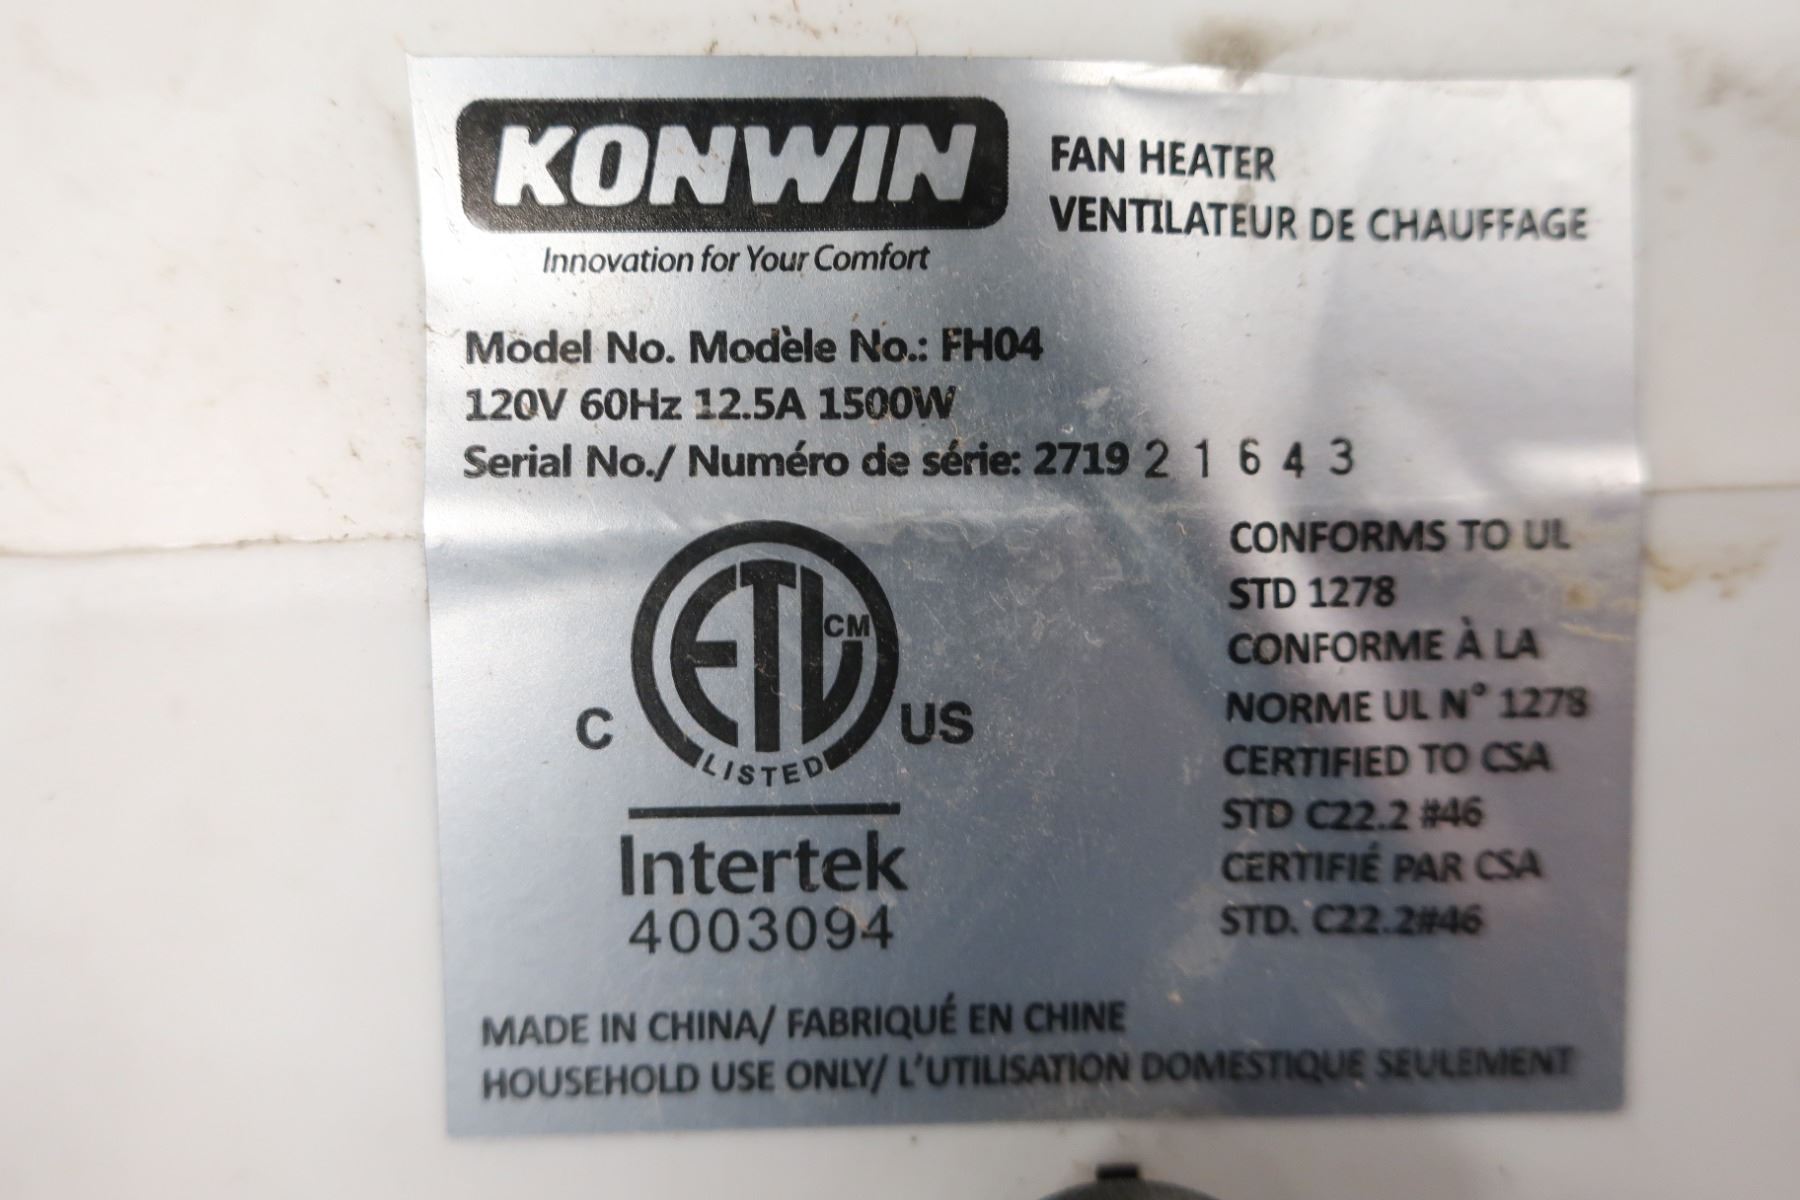 KONWIN
Innovation for Your Comfort
FAN HEATER
VENTILATEUR DE CHAUFFAGE
Model No. Modèle No.: FH04
120V 60Hz 12.5A 1500W
Serial No./ Numéro de série: 2719 2 1 6 4 3
C
ETL
CM
LISTED
US
Intertek
4003094
CONFORMS TO UL
STD 1278
CONFORME À LA
NORME UL N° 1278
CERTIFIED TO CSA
STD C22.2 #46
CERTIFIÉ PAR CSA
STD. C22.2#46
MADE IN CHINA/ FABRIQUÉ EN CHINE
HOUSEHOLD USE ONLY/ L'UTILISATION DOMESTIQUE SEULEMENT